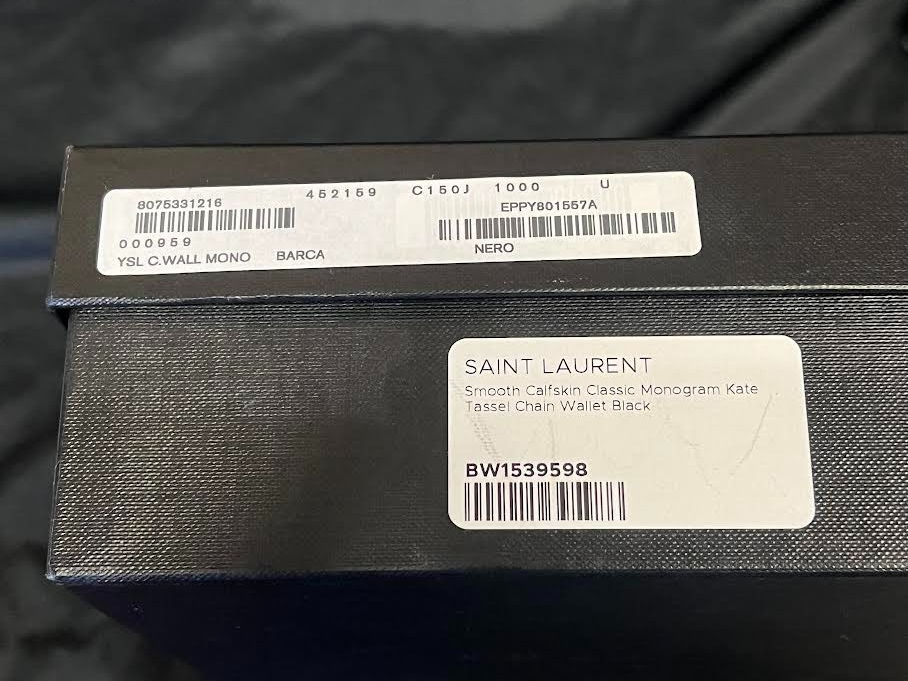 452159 C150J 1000 U
8075331216 EPPY801557A
000959
YSL C.WALL MONO BARCA NERO
SAINT LAURENT
Smooth Calfskin Classic Monogram Kate
Tassel Chain Wallet Black
BW1539598